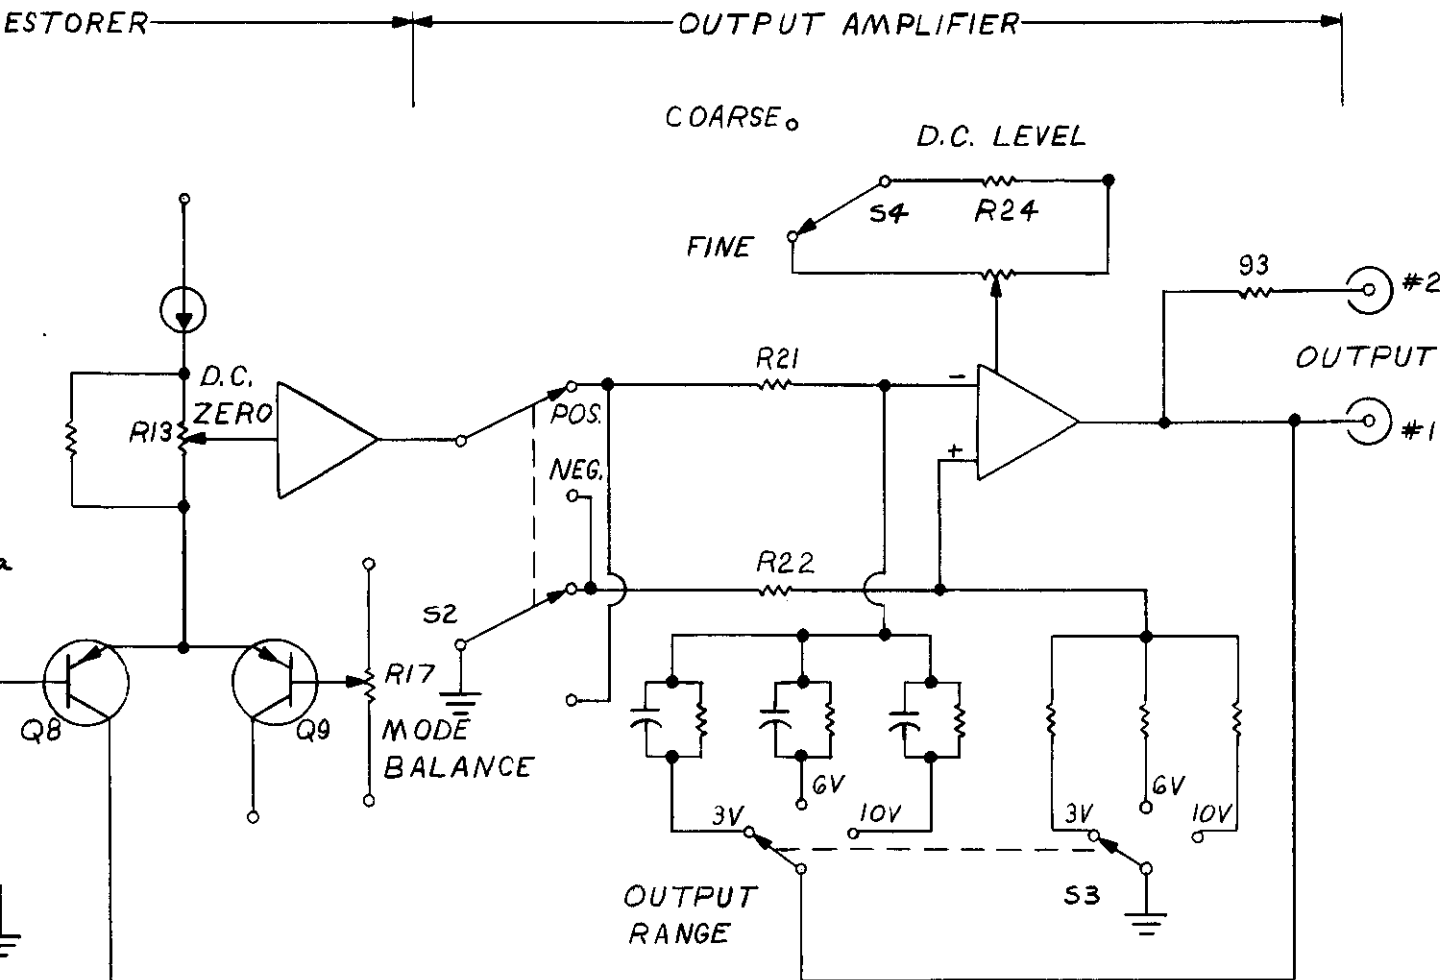 ESTORER
OUTPUT AMPLIFIER
COARSE
D.C. LEVEL
S4
R24
FINE
93
#2
OUTPUT
#1
R21
D.C.
ZERO
R13
POS.
NEG.
−
+
a
R22
S2
R17
MODE
BALANCE
Q8
Q9
3V
6V
10V
3V
6V
10V
S3
OUTPUT
RANGE